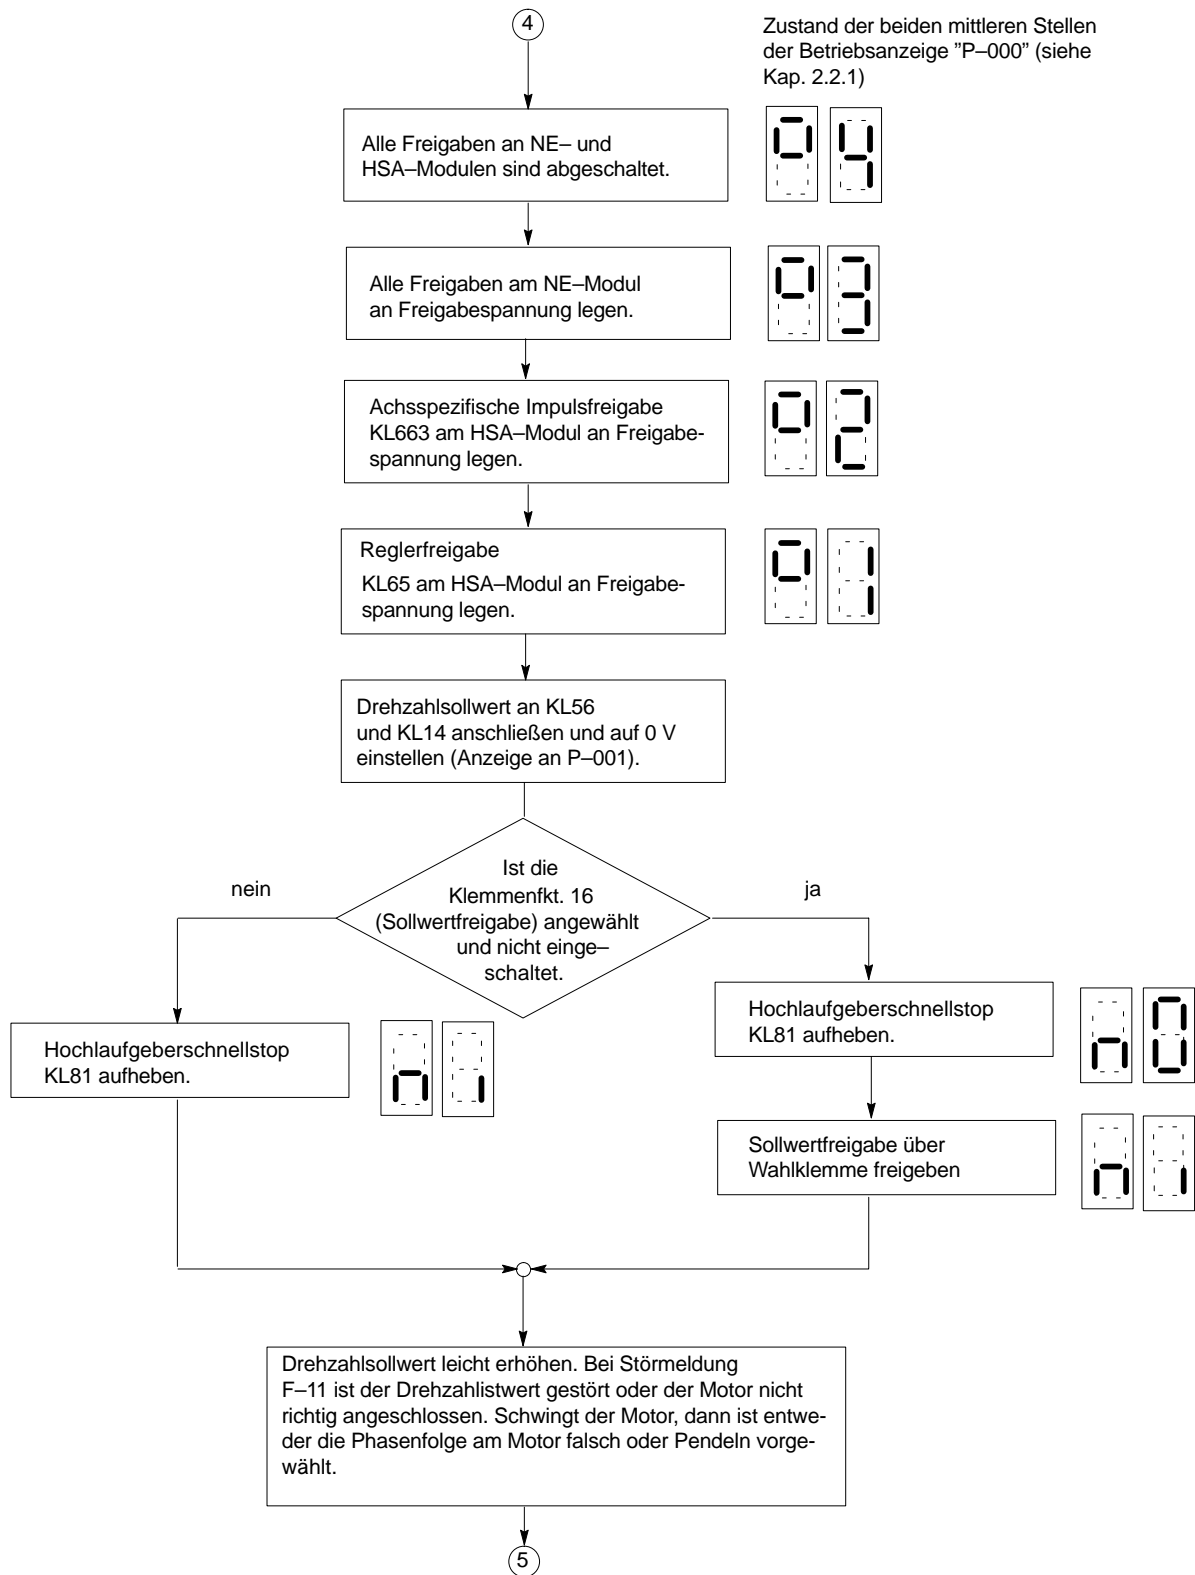 4
Zustand der beiden mittleren Stellen
der Betriebsanzeige ”P–000” (siehe
Kap. 2.2.1)
Alle Freigaben an NE– und
HSA–Modulen sind abgeschaltet.
Alle Freigaben am NE–Modul
an Freigabespannung legen.
Achsspezifische Impulsfreigabe
KL663 am HSA–Modul an Freigabe-
spannung legen.
Reglerfreigabe
KL65 am HSA–Modul an Freigabe-
spannung legen.
Drehzahlsollwert an KL56
und KL14 anschließen und auf 0 V
einstellen (Anzeige an P–001).
Ist die
Klemmenfkt. 16
(Sollwertfreigabe) angewählt
und nicht einge–
schaltet.
nein
ja
Hochlaufgeberschnellstop
KL81 aufheben.
Hochlaufgeberschnellstop
KL81 aufheben.
Sollwertfreigabe über
Wahlklemme freigeben
Drehzahlsollwert leicht erhöhen. Bei Störmeldung
F–11 ist der Drehzahlistwert gestört oder der Motor nicht
richtig angeschlossen. Schwingt der Motor, dann ist entwe-
der die Phasenfolge am Motor falsch oder Pendeln vorge-
wählt.
5